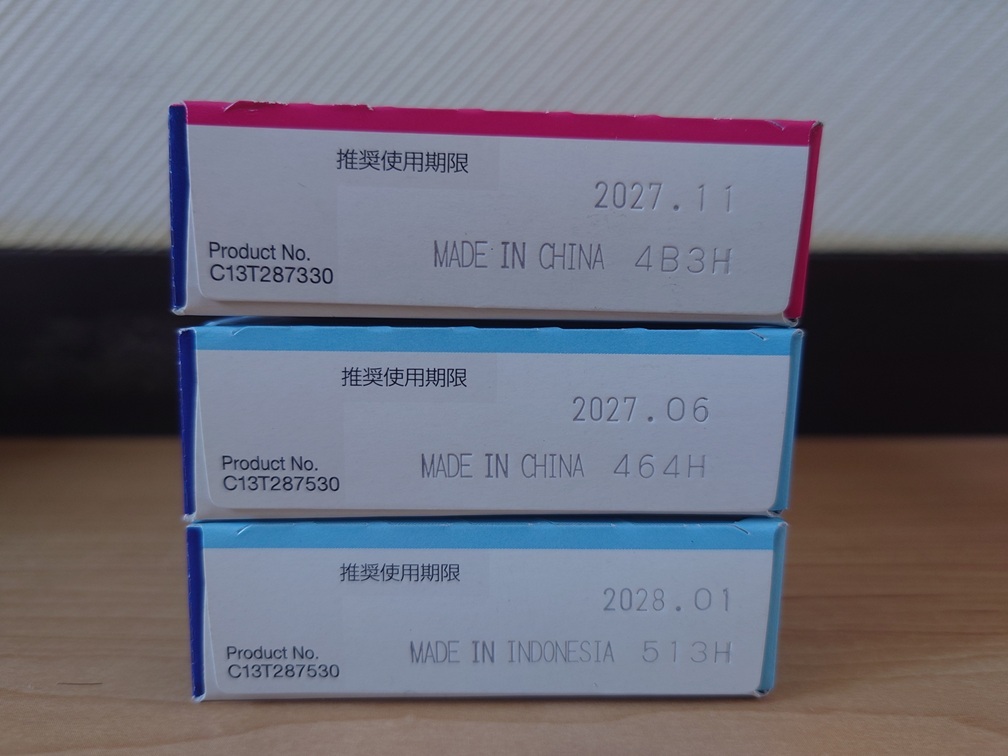 推奨使用期限
2027.11
Product No.
C13T287330
MADE IN CHINA 4B3H
推奨使用期限
2027.06
Product No.
C13T287530
MADE IN CHINA 464H
推奨使用期限
2028.01
Product No.
C13T287530
MADE IN INDONESIA 513H